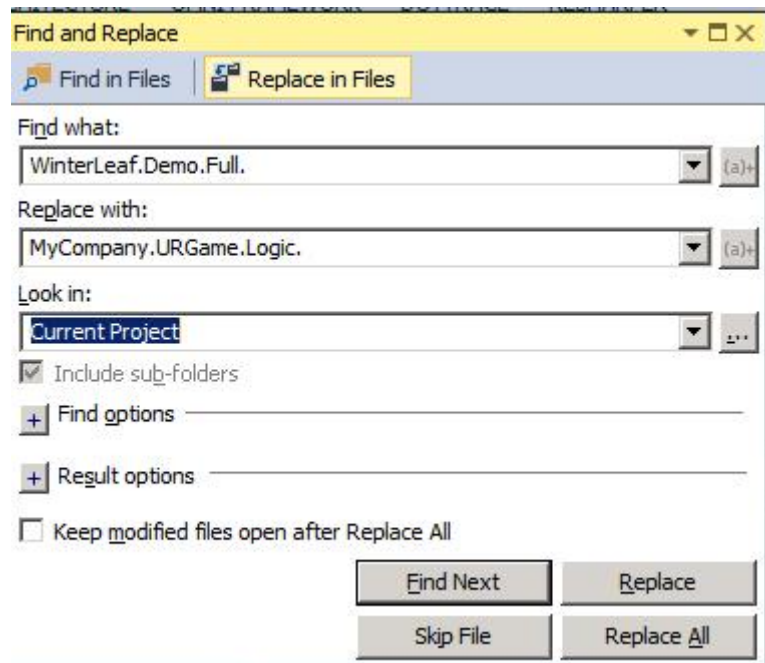 Find and Replace
Find in Files Replace in Files
Find what:
WinterLeaf.Demo.Full.
(a)+
Replace with:
MyCompany.URGame.Logic.
(a)+
Look in:
Current Project
...
Include sub-folders
+ Find options
+ Result options
Keep modified files open after Replace All
Find Next Replace
Skip File Replace All